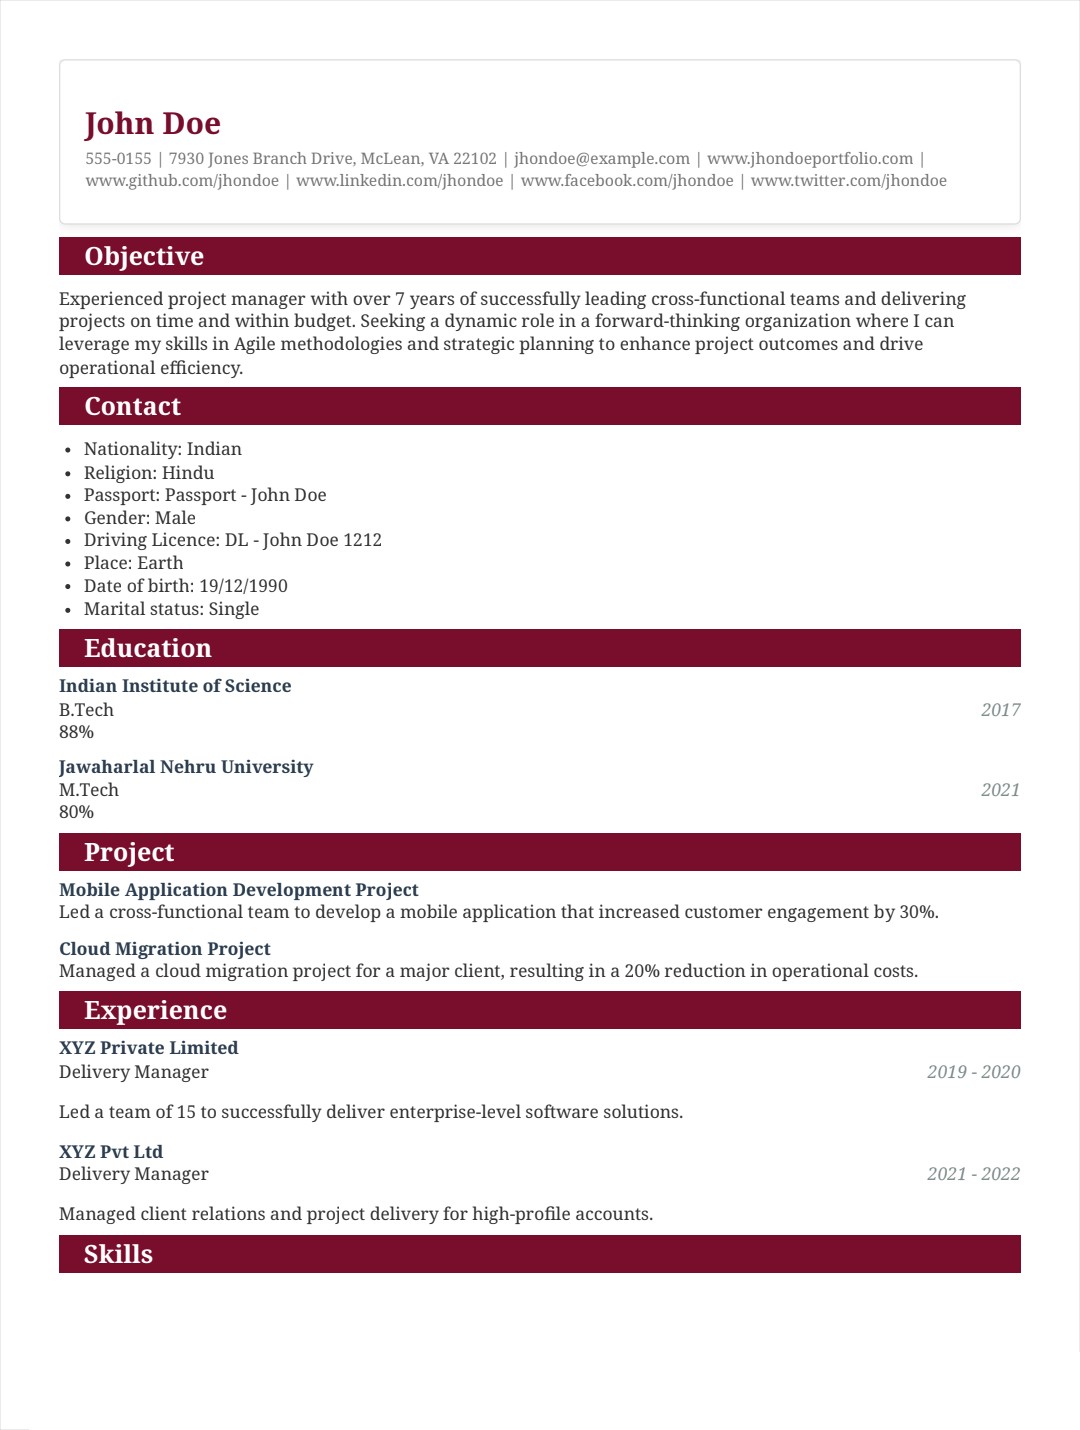 John Doe
555-0155 | 7930 Jones Branch Drive, McLean, VA 22102 | jhondoe@example.com | www.jhondoeportfolio.com |
www.github.com/jhondoe | www.linkedin.com/jhondoe | www.facebook.com/jhondoe | www.twitter.com/jhondoe
Objective
Experienced project manager with over 7 years of successfully leading cross-functional teams and delivering
projects on time and within budget. Seeking a dynamic role in a forward-thinking organization where I can
leverage my skills in Agile methodologies and strategic planning to enhance project outcomes and drive
operational efficiency.
Contact
• Nationality: Indian
• Religion: Hindu
• Passport: Passport - John Doe
• Gender: Male
• Driving Licence: DL - John Doe 1212
• Place: Earth
• Date of birth: 19/12/1990
• Marital status: Single
Education
Indian Institute of Science
B.Tech 2017
88%
Jawaharlal Nehru University
M.Tech 2021
80%
Project
Mobile Application Development Project
Led a cross-functional team to develop a mobile application that increased customer engagement by 30%.
Cloud Migration Project
Managed a cloud migration project for a major client, resulting in a 20% reduction in operational costs.
Experience
XYZ Private Limited
Delivery Manager 2019 - 2020
Led a team of 15 to successfully deliver enterprise-level software solutions.
XYZ Pvt Ltd
Delivery Manager 2021 - 2022
Managed client relations and project delivery for high-profile accounts.
Skills